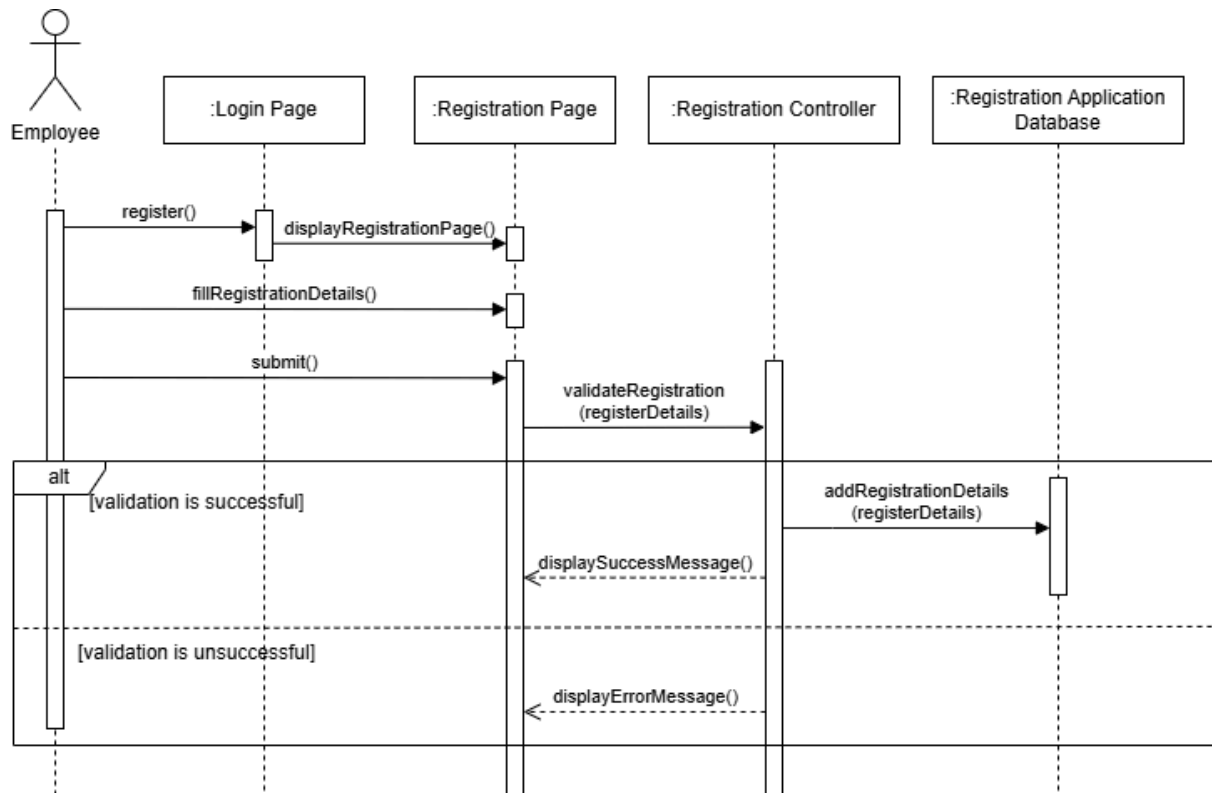 Employee
:Login Page
:Registration Page
:Registration Controller
:Registration Application
Database
register()
displayRegistrationPage()
fillRegistrationDetails()
submit()
validateRegistration
(registerDetails)
alt
[validation is successful]
addRegistrationDetails
(registerDetails)
displaySuccessMessage()
[validation is unsuccessful]
displayErrorMessage()